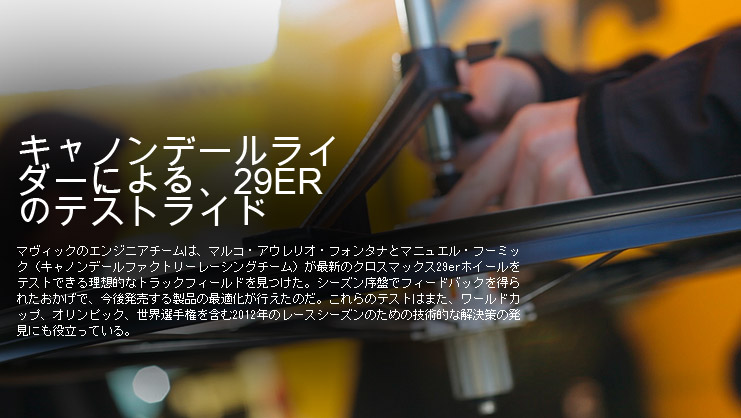 キャノンデールライ
ダーによる、29ER
のテストライド
マヴィックのエンジニアチームは、マルコ・アウレリオ・フォンタナとマニュエル・フーミッ
ク（キャノンデールファクトリーレーシングチーム）が最新のクロスマックス29erホイールを
テストできる理想的なトラックフィールドを見つけた。シーズン序盤でフィードバックを得ら
れたおかげで、今後発売する製品の最適化が行えたのだ。これらのテストはまた、ワールドカ
ップ、オリンピック、世界選手権を含む2012年のレースシーズンのための技術的な解決策の発
見にも役立っている。